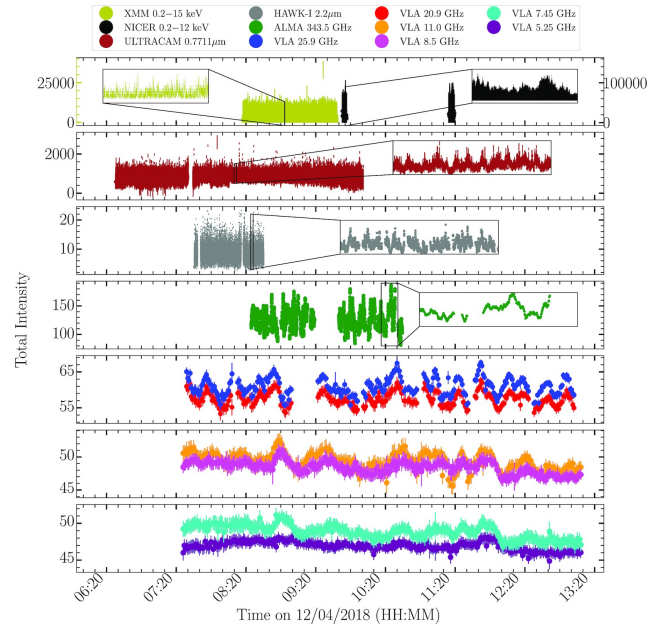 XMM 0.2−15 keV
NICER 0.2−12 keV
ULTRACAM 0.7711μm
HAWK-I 2.2μm
ALMA 343.5 GHz
VLA 25.9 GHz
VLA 20.9 GHz
VLA 11.0 GHz
VLA 8.5 GHz
VLA 7.45 GHz
VLA 5.25 GHz
25000
0
100000
0
2000
0
20
10
150
100
65
55
50
45
50
45
Total Intensity
06:20
07:20
08:20
09:20
10:20
11:20
12:20
13:20
Time on 12/04/2018 (HH:MM)